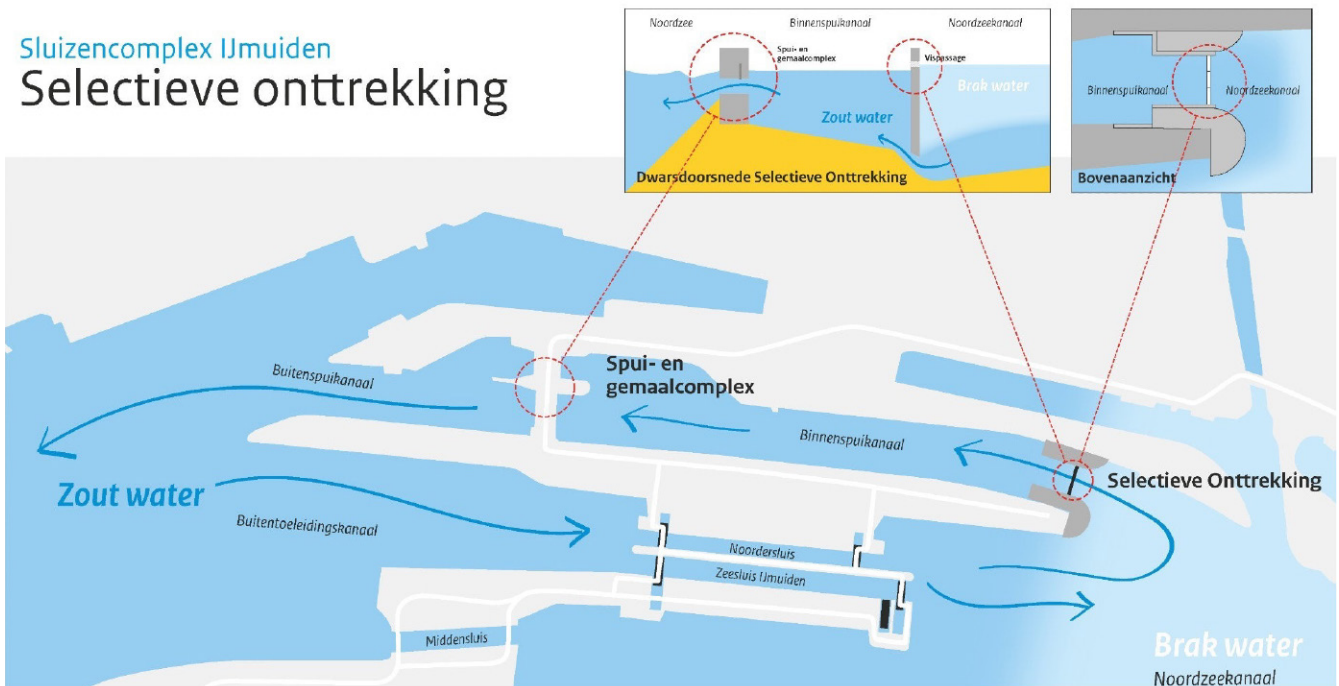 Sluizencomplex IJmuiden
Selectieve onttrekking
Noordzee
Binnenspuikanaal
Noordzeekanaal
Spui- en
gemaalcomplex
Vispassage
Brak water
Zout water
Dwarsdoorsnede Selectieve Onttrekking
Binnenspuikanaal
Noordzeekanaal
Bovenaanzicht
Buitenspuikanaal
Spui- en
gemaalcomplex
Binnenspuikanaal
Selectieve Onttrekking
Zout water
Buitentoeleidingskanaal
Noordersluis
Zeesluis IJmuiden
Middensluis
Brak water
Noordzeekanaal